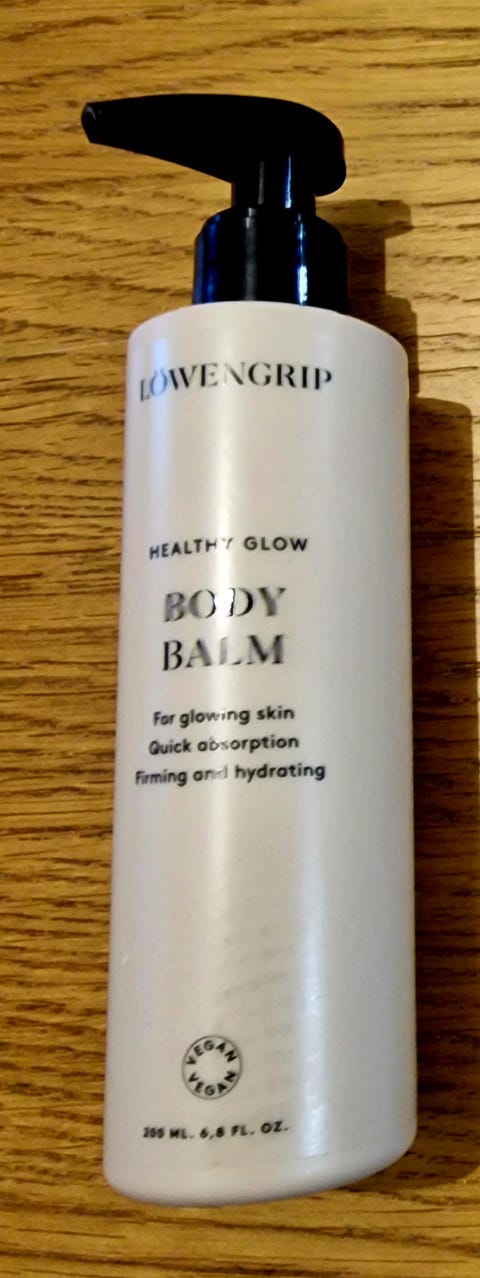 LÖWENGRIP
HEALTHY GLOW
BODY
BALM
For glowing skin
Quick absorption
Firming and hydrating
VEGAN
VEGAN
200 ML. 6,8 FL. OZ.